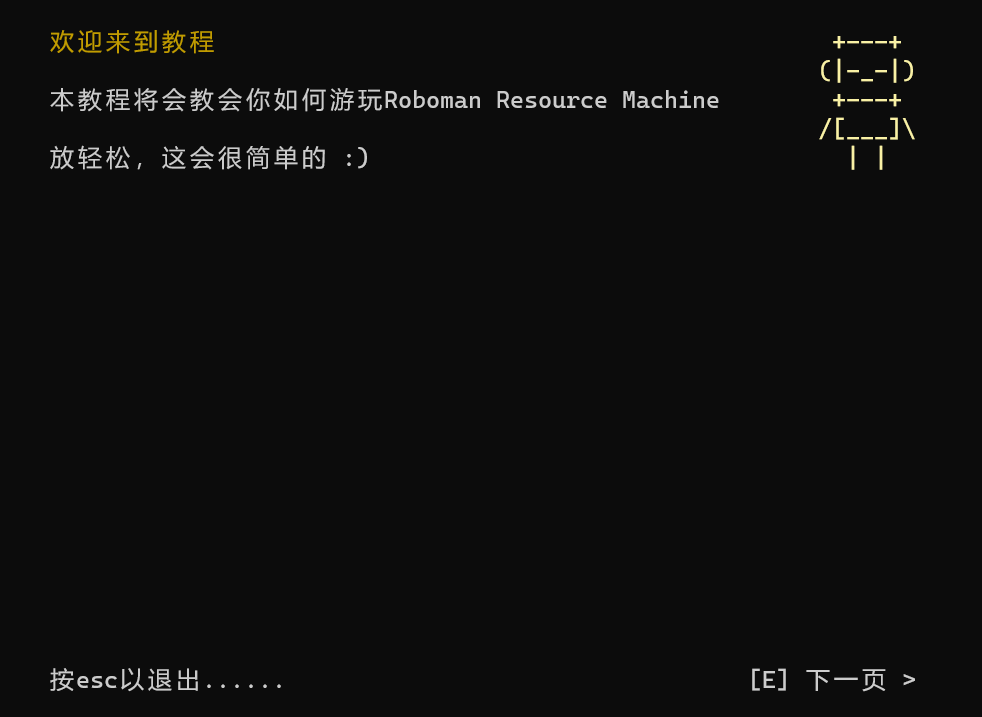 欢迎来到教程
本教程将会教会你如何游玩Roboman Resource Machine
放轻松，这会很简单的 :)
+---+
(|-_-|)
+---+
/[___]\
| |
按esc以退出......
[E] 下一页 >